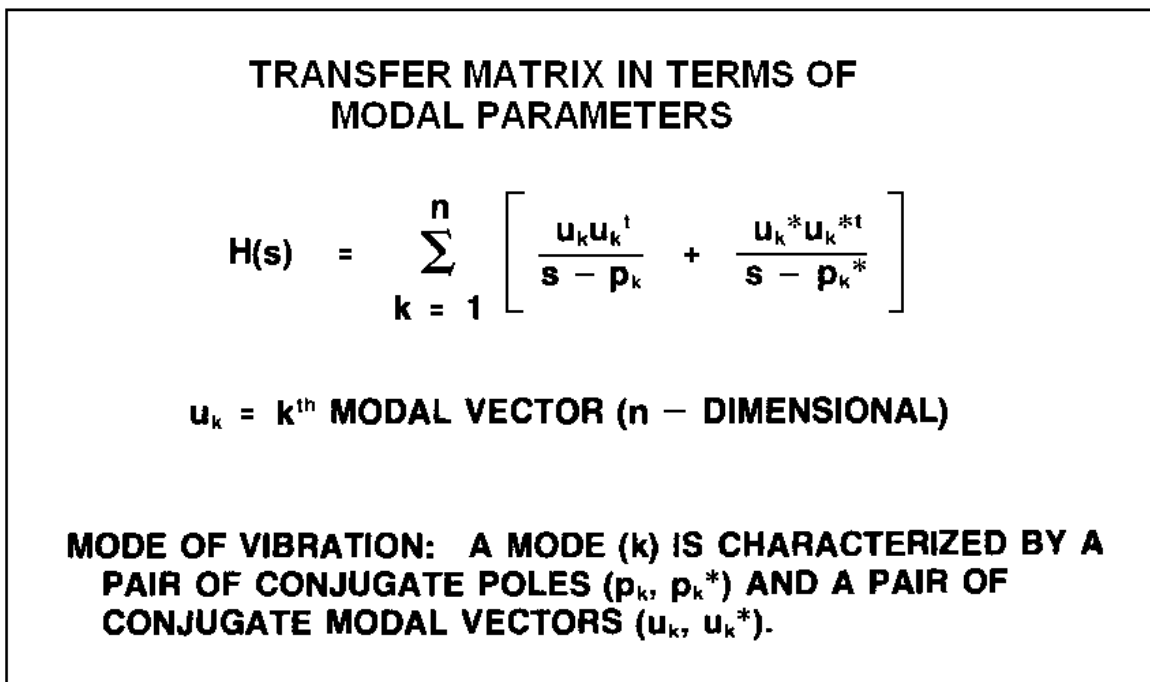 TRANSFER MATRIX IN TERMS OF
MODAL PARAMETERS
H(s) = n ∑ k = 1 [ uₖuₖᵗ / s − pₖ + uₖ*uₖ*ᵗ / s − pₖ* ]
uₖ = kᵗʰ MODAL VECTOR (n − DIMENSIONAL)
MODE OF VIBRATION: A MODE (k) IS CHARACTERIZED BY A
PAIR OF CONJUGATE POLES (pₖ, pₖ*) AND A PAIR OF
CONJUGATE MODAL VECTORS (uₖ, uₖ*).